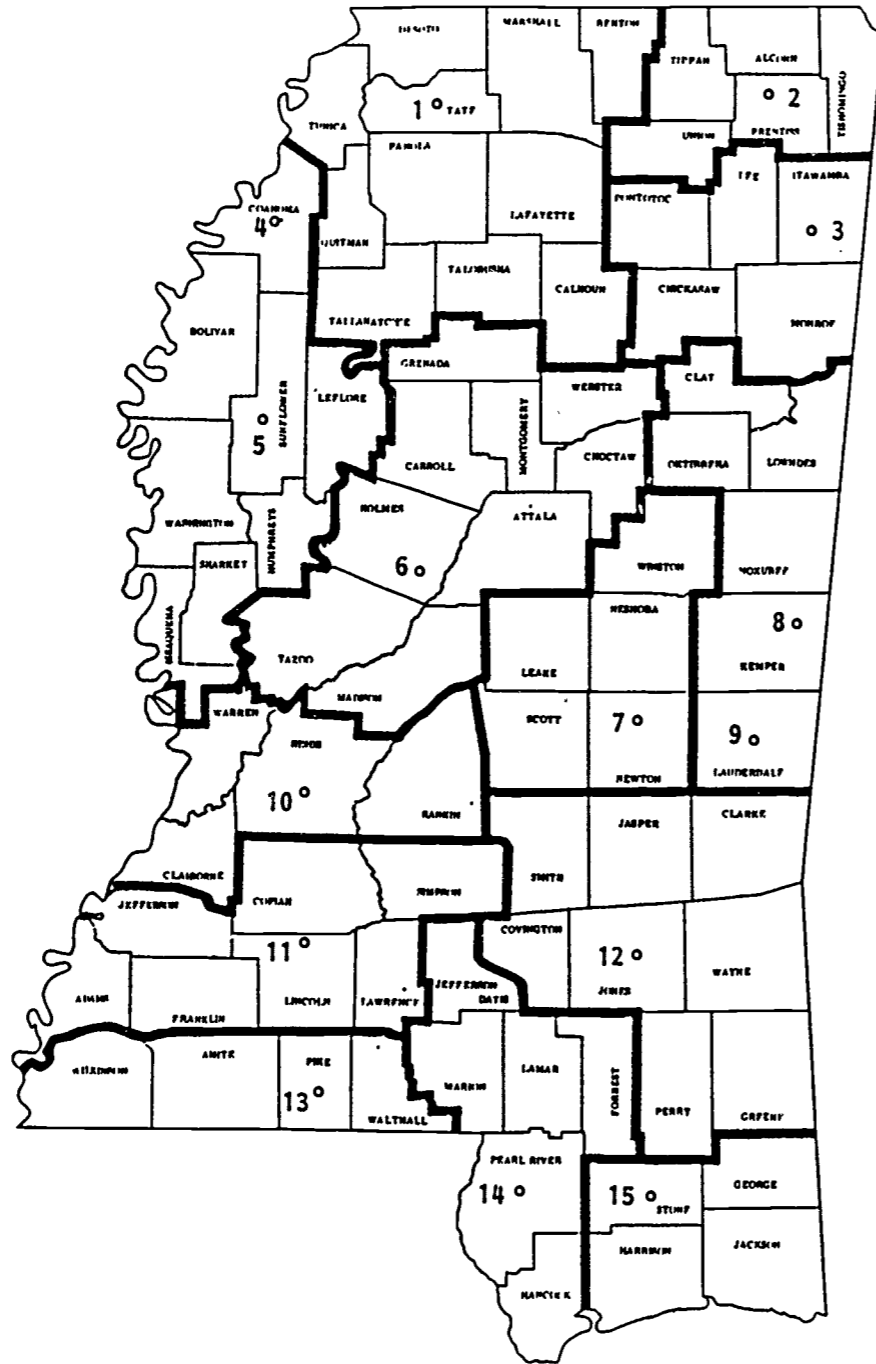 DESOTO
MARSHALL
BENTON
TIPPAH
ALCORN
TISHOMINGO
1 TATE
2
PRENTISS
TUNICA
PANOLA
UNION
LEE
ITAWAMBA
PONTOTOC
COAHOMA
4
LAFAYETTE
3
QUITMAN
YALOBUSHA
CALHOUN
CHICKASAW
MONROE
BOLIVAR
TALLAHATCHIE
GRENADA
WEBSTER
CLAY
LEFLORE
SUNFLOWER
5
MONTGOMERY
CHOCTAW
OKTIBBEHA
LOWNDES
CARROLL
WASHINGTON
HUMPHREYS
HOLMES
ATTALA
SHARKEY
6
WINSTON
NOXUBEE
NESHOBA
8
ISSAQUENA
YAZOO
LEAKE
KEMPER
WARREN
MADISON
SCOTT
7
9
HINDS
NEWTON
LAUDERDALE
10
RANKIN
JASPER
CLARKE
CLAIBORNE
SMITH
JEFFERSON
COPIAH
SIMPSON
COVINGTON
11
12
WAYNE
ADAMS
LINCOLN
LAWRENCE
JEFFERSON
DAVIS
JONES
FRANKLIN
WILKINSON
AMITE
PIKE
LAMAR
FORREST
13
MARION
PERRY
GREENE
WALTHALL
PEARL RIVER
14
15
STONE
GEORGE
HARRISON
JACKSON
HANCOCK